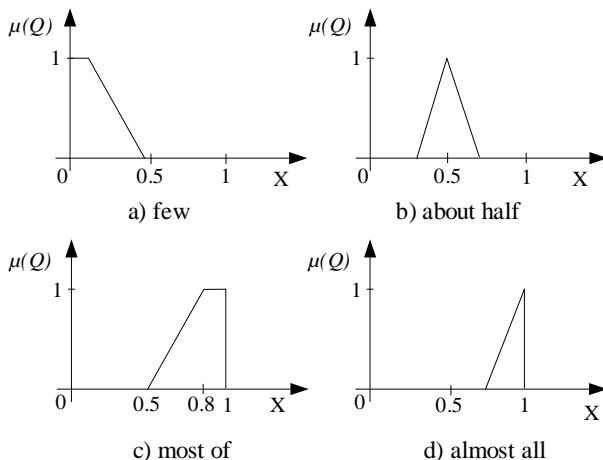 μ(Q)
1
0
0.5
1
X
a) few
μ(Q)
1
0
0.5
1
X
b) about half
μ(Q)
1
0
0.5
0.8
1
X
c) most of
μ(Q)
1
0
0.5
1
X
d) almost all